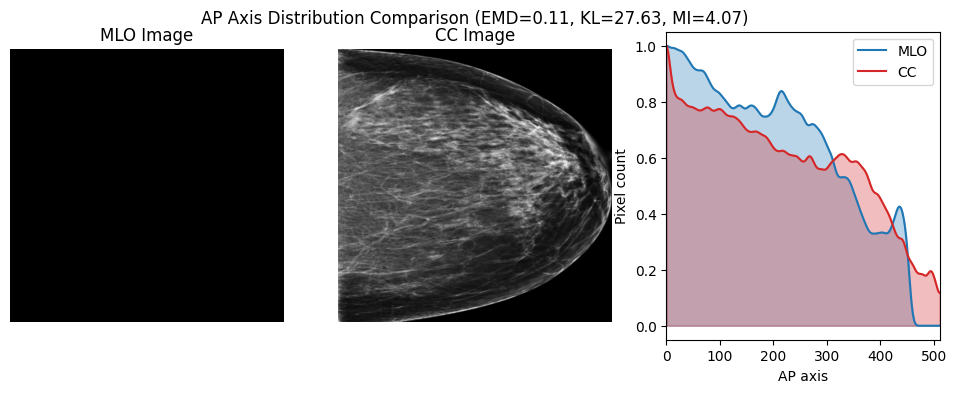 AP Axis Distribution Comparison (EMD=0.11, KL=27.63, MI=4.07)
MLO Image
CC Image
MLO
CC
Pixel count
1.0
0.8
0.6
0.4
0.2
0.0
0 100 200 300 400 500
AP axis